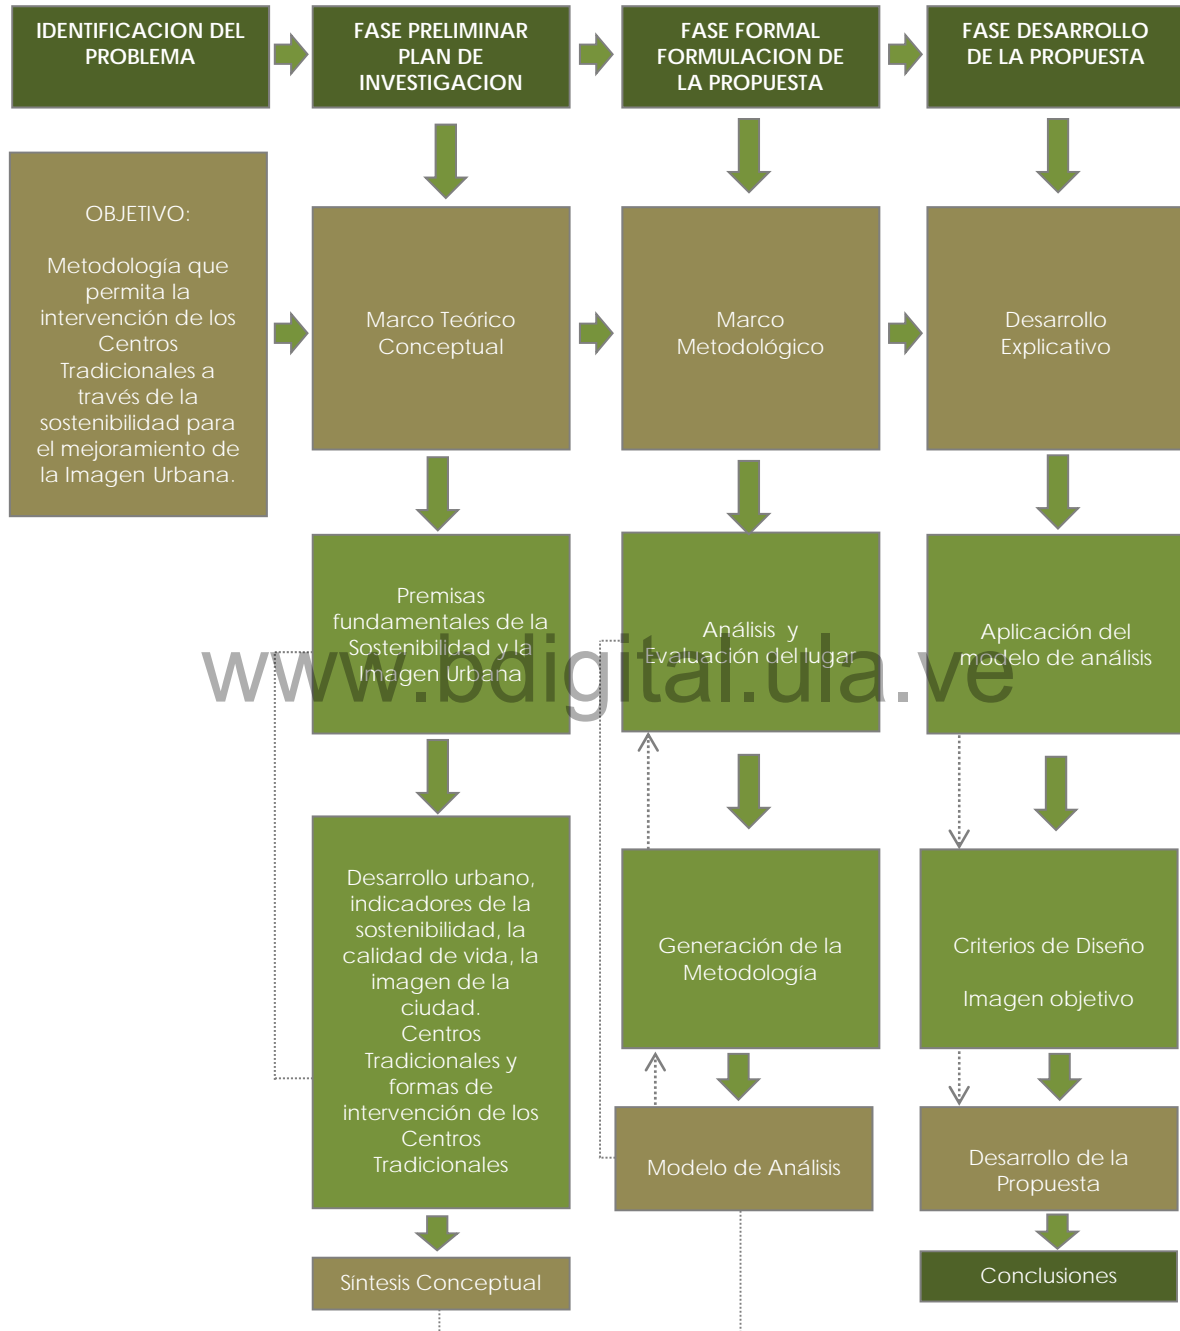 IDENTIFICACION DEL
PROBLEMA
FASE PRELIMINAR
PLAN DE
INVESTIGACION
FASE FORMAL
FORMULACION DE
LA PROPUESTA
FASE DESARROLLO
DE LA PROPUESTA
OBJETIVO:
Metodología que
permita la
intervención de los
Centros
Tradicionales a
través de la
sostenibilidad para
el mejoramiento de
la Imagen Urbana.
Marco Teórico
Conceptual
Marco
Metodológico
Desarrollo
Explicativo
Premisas
fundamentales de la
Sostenibilidad y la
Imagen Urbana
Análisis y
Evaluación del lugar
Aplicación del
modelo de análisis
www.bdigital.ula.ve
Desarrollo urbano,
indicadores de la
sostenibilidad, la
calidad de vida, la
imagen de la
ciudad.
Centros
Tradicionales y
formas de
intervención de los
Centros
Tradicionales
Generación de la
Metodología
Criterios de Diseño
Imagen objetivo
Modelo de Análisis
Desarrollo de la
Propuesta
Síntesis Conceptual
Conclusiones